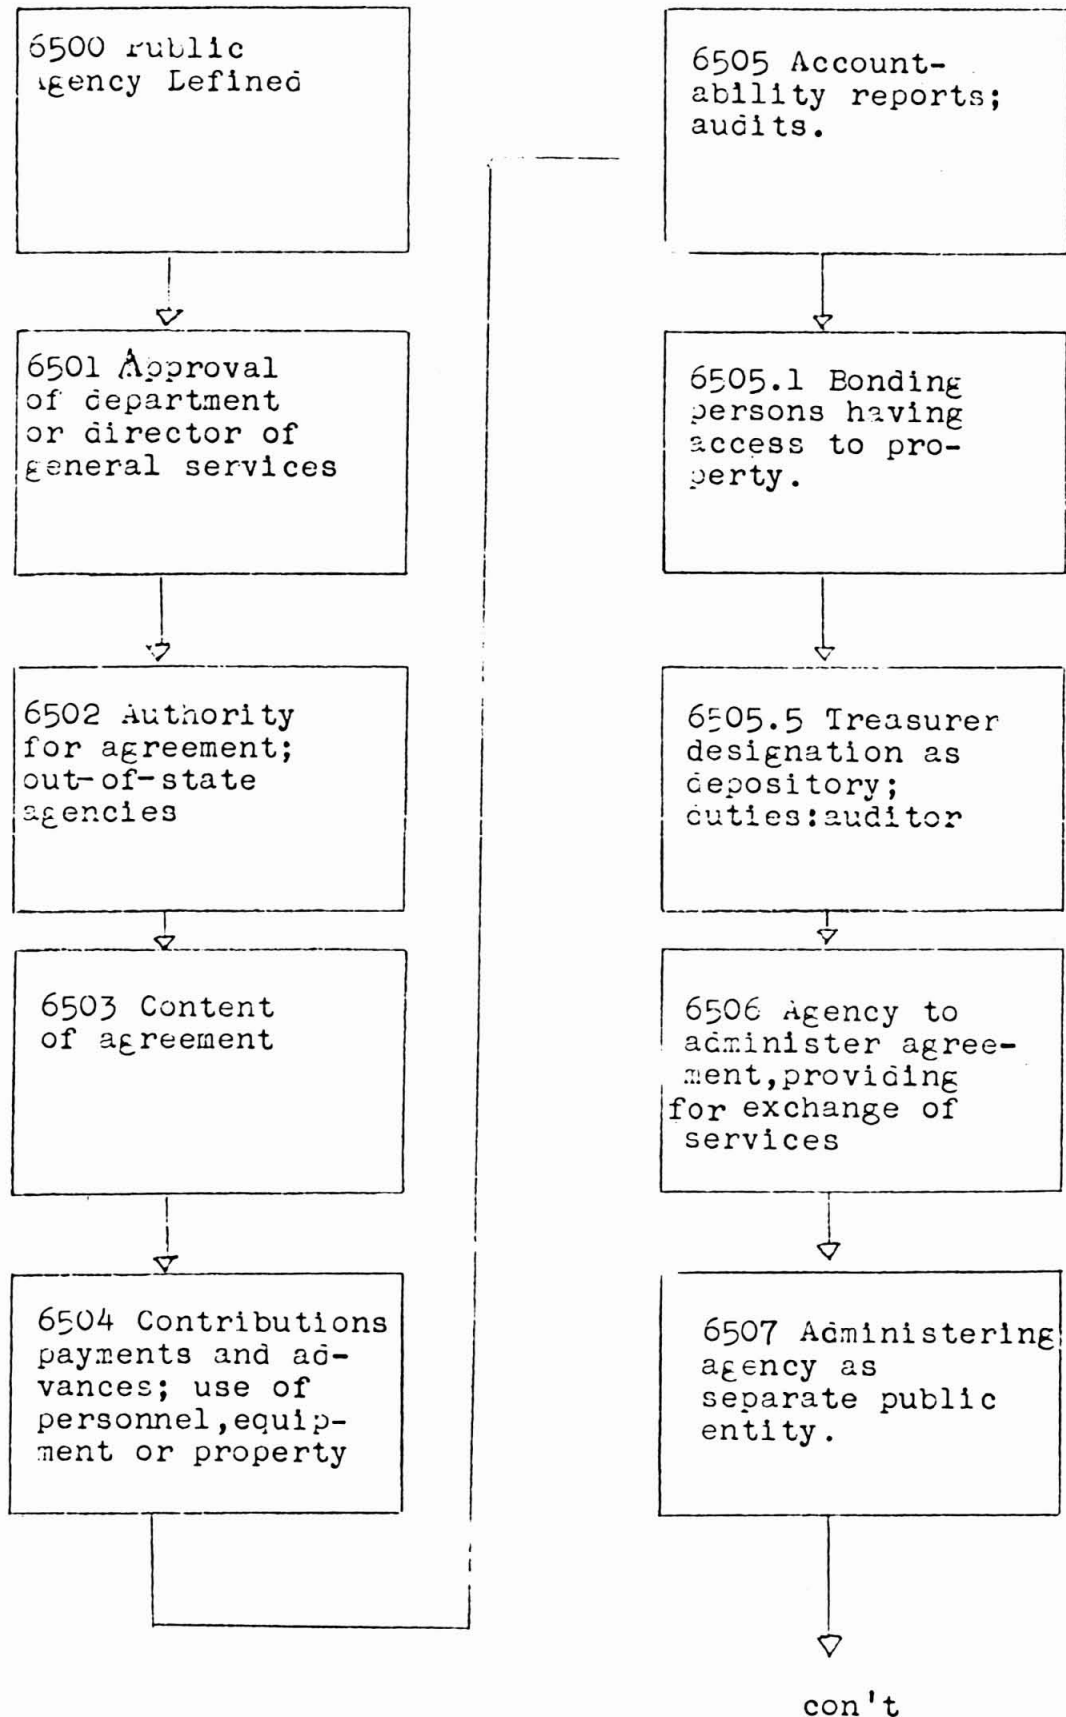 6500 Public
Agency Defined
6501 Approval
of department
or director of
general services
6502 Authority
for agreement;
out-of-state
agencies
6503 Content
of agreement
6504 Contributions
payments and ad-
vances; use of
personnel,equip-
ment or property
6505 Account-
ability reports;
audits.
6505.1 Bonding
persons having
access to pro-
perty.
6505.5 Treasurer
designation as
depository;
duties:auditor
6506 Agency to
administer agree-
ment,providing
for exchange of
services
6507 Administering
agency as
separate public
entity.
con't